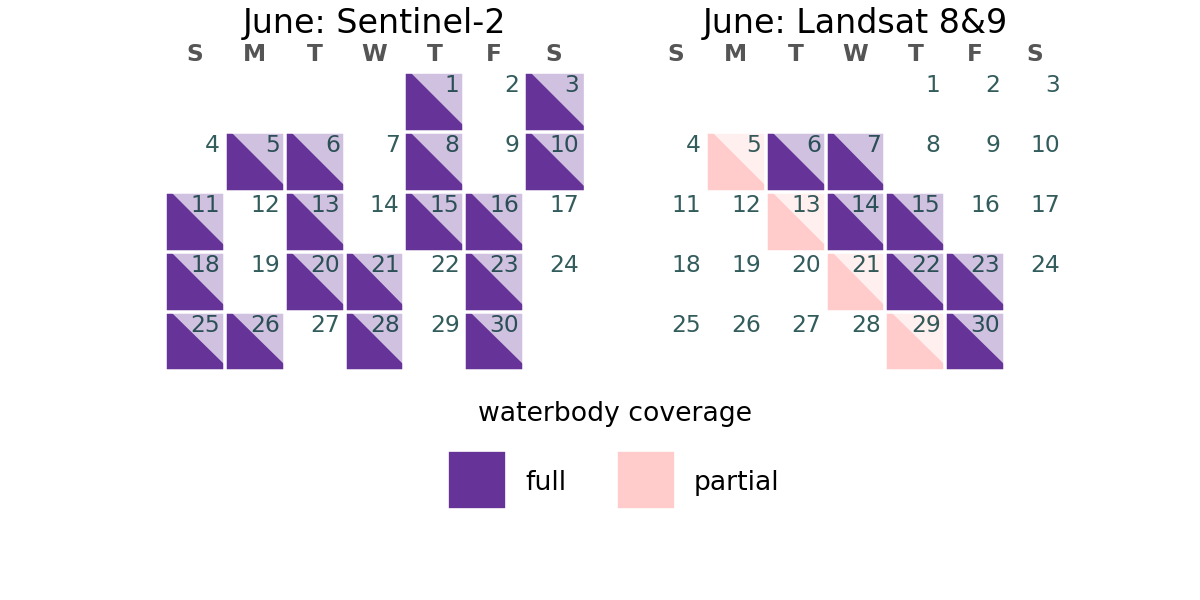 June: Sentinel-2
S M T W T F S
1 2 3
4 5 6 7 8 9 10
11 12 13 14 15 16 17
18 19 20 21 22 23 24
25 26 27 28 29 30
June: Landsat 8&9
S M T W T F S
1 2 3
4 5 6 7 8 9 10
11 12 13 14 15 16 17
18 19 20 21 22 23 24
25 26 27 28 29 30
waterbody coverage
full
partial